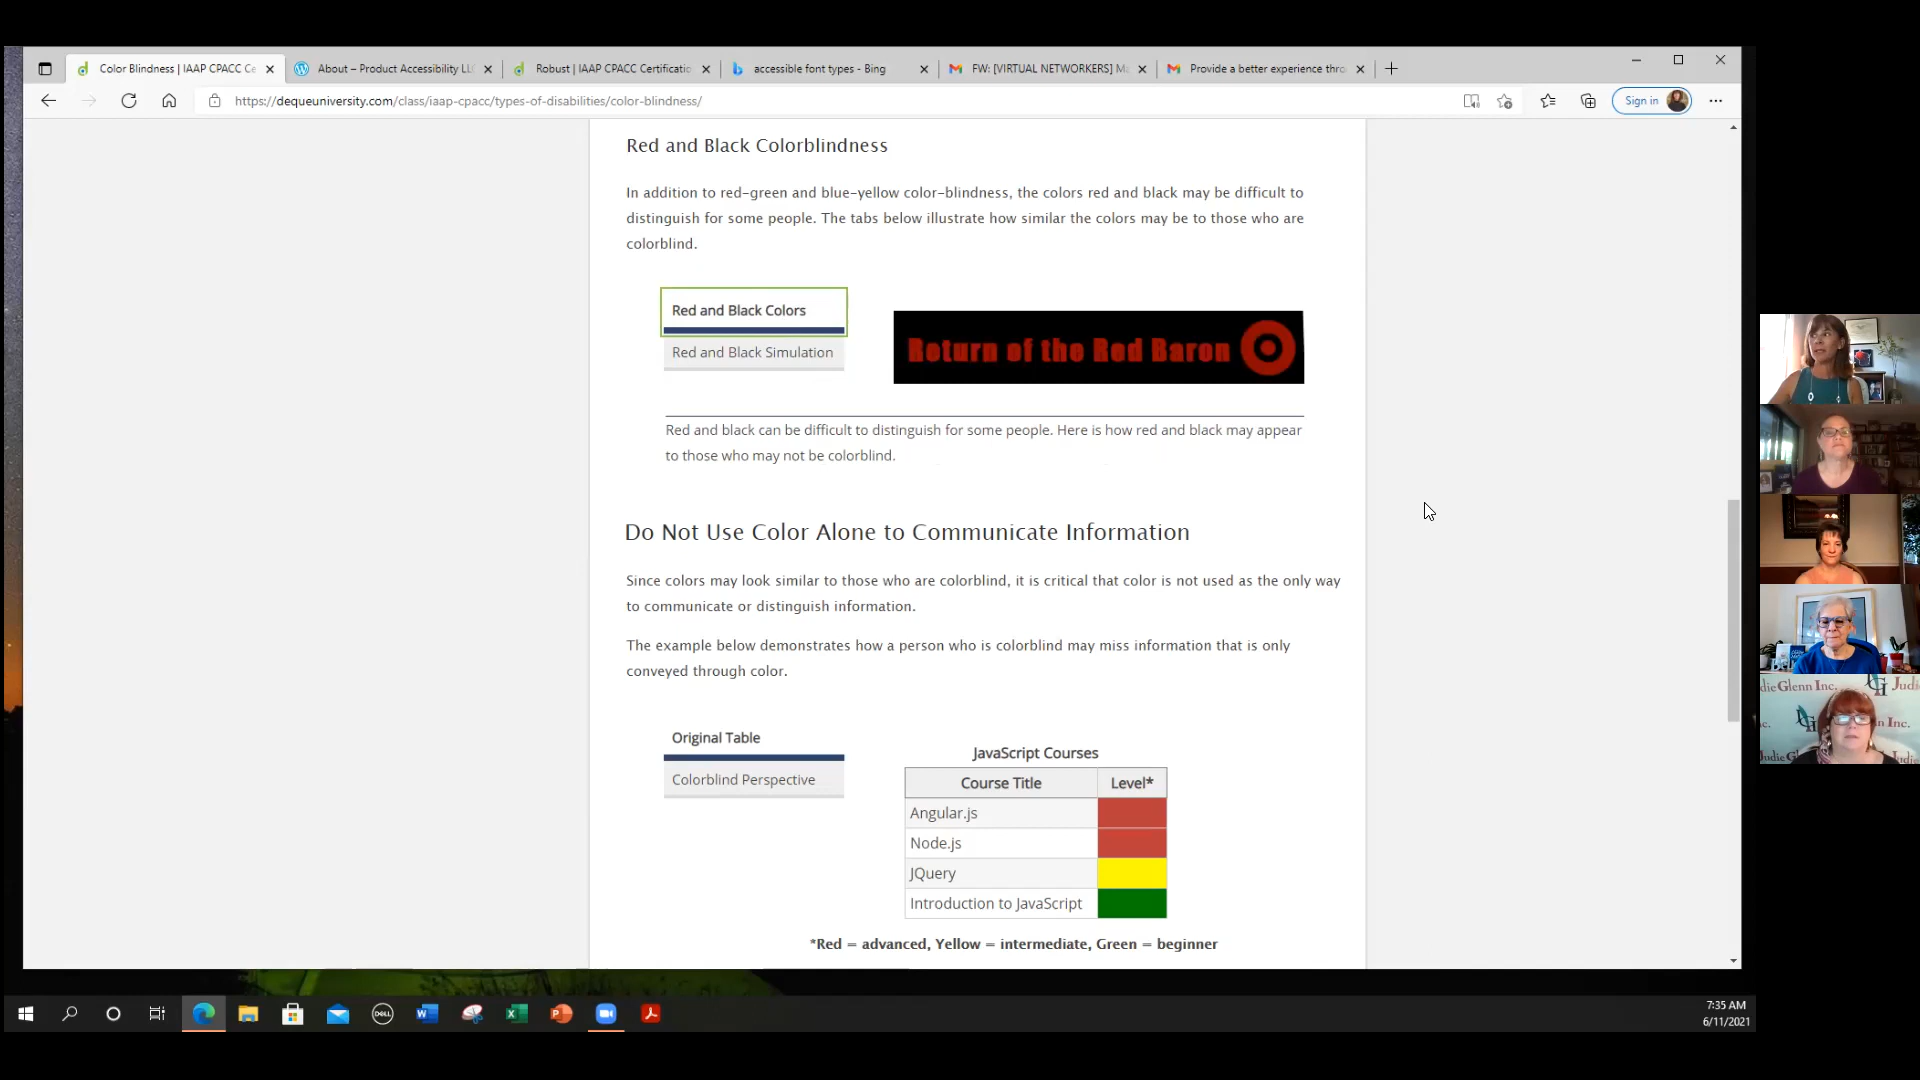 Color Blindness | IAAP CPACC Ce
About – Product Accessibility LL
Robust | IAAP CPACC Certificatio
accessible font types - Bing
FW: [VIRTUAL NETWORKERS] M
Provide a better experience thro
https://dequeuniversity.com/class/iaap-cpacc/types-of-disabilities/color-blindness/
Sign in
Red and Black Colorblindness
In addition to red-green and blue-yellow color-blindness, the colors red and black may be difficult to
distinguish for some people. The tabs below illustrate how similar the colors may be to those who are
colorblind.
Red and Black Colors
Red and Black Simulation
Return of the Red Baron
Red and black can be difficult to distinguish for some people. Here is how red and black may appear
to those who may not be colorblind.
Do Not Use Color Alone to Communicate Information
Since colors may look similar to those who are colorblind, it is critical that color is not used as the only way
to communicate or distinguish information.
The example below demonstrates how a person who is colorblind may miss information that is only
conveyed through color.
Original Table
Colorblind Perspective
JavaScript Courses
Course Title Level*
Angular.js
Node.js
JQuery
Introduction to JavaScript
*Red = advanced, Yellow = intermediate, Green = beginner
DELL
7:35 AM
6/11/2021
die Glenn Inc.
JG
Judi
Inc.
Judie